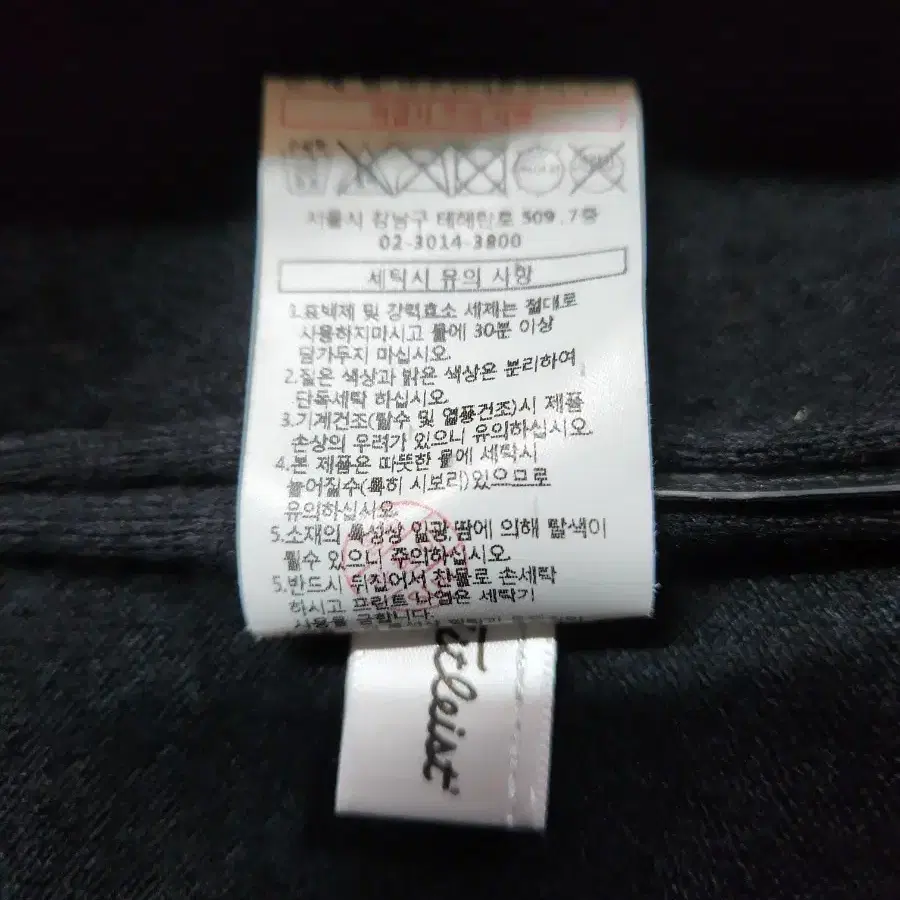 서울시 강남구 테헤란로 509. 7층
02-3014-3800
세탁시 유의 사항
1.표백제 및 강력효소 세제는 절대로
사용하지마시고 물에 30분 이상
담가두지 마십시오.
2.짙은 색상과 밝은 색상은 분리하여
단독세탁 하십시오.
3.기계건조(탈수 및 열풍건조)시 제품
손상의 우려가 있으니 유의하십시오.
4.본 제품은 따뜻한 물에 세탁시
늘어질수(특히 시보리)있으므로
유의하십시오
5.소재의 특성상 일광,땀에 의해 탈색이
될수 있으니 주의하십시오.
5.반드시 뒤집어서 찬물로 손세탁
하시고 프린트 나염은 세탁기
사용을 금합니다.
Titleist